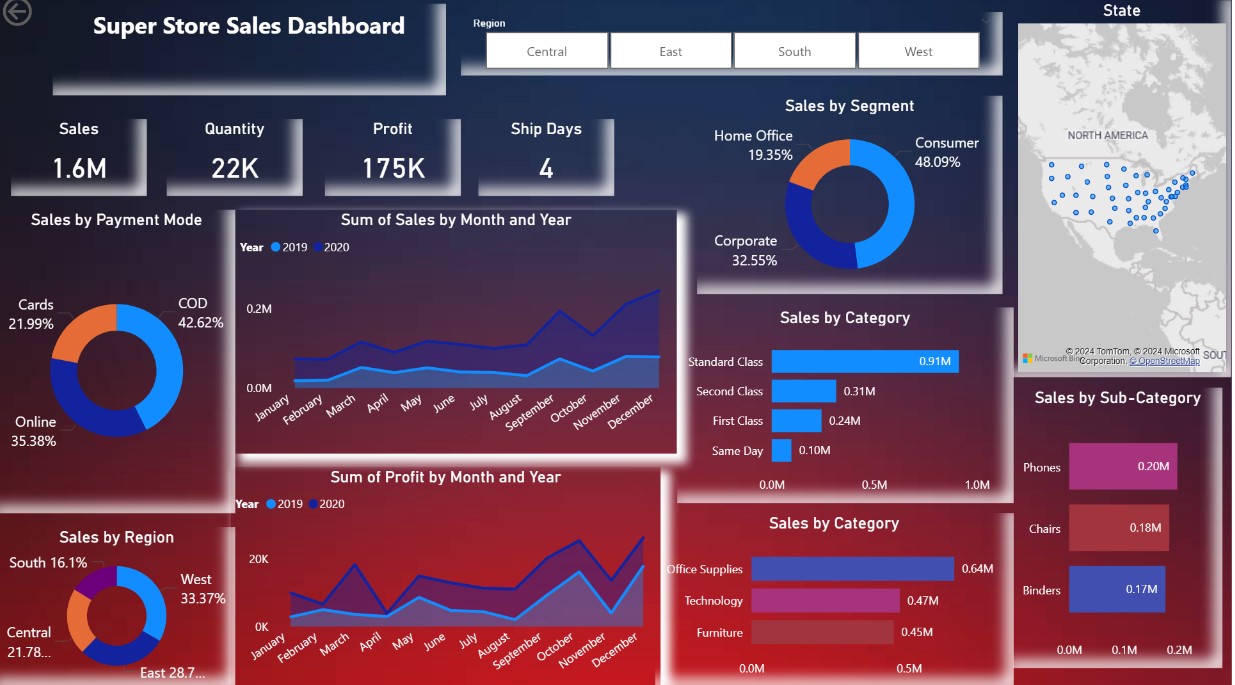 Super Store Sales Dashboard
Region
Central
East
South
West
State
NORTH AMERICA
© 2024 TomTom, © 2024 Microsoft
Corporation, © OpenStreetMap
Microsoft
SOU
Sales
1.6M
Quantity
22K
Profit
175K
Ship Days
4
Sales by Segment
Home Office
19.35%
Consumer
48.09%
Corporate
32.55%
Sales by Payment Mode
Cards
21.99%
COD
42.62%
Online
35.38%
Sum of Sales by Month and Year
Year 2019 2020
0.2M
0.0M
January
February
March
April
May
June
July
August
September
October
November
December
Sales by Category
Standard Class 0.91M
Second Class 0.31M
First Class 0.24M
Same Day 0.10M
0.0M 0.5M 1.0M
Sales by Sub-Category
Phones 0.20M
Chairs 0.18M
Binders 0.17M
0.0M 0.1M 0.2M
Sales by Region
South 16.1%
West
33.37%
Central
21.78...
East 28.7...
Sum of Profit by Month and Year
Year 2019 2020
20K
0K
January
February
March
April
May
June
July
August
September
October
November
December
Sales by Category
Office Supplies 0.64M
Technology 0.47M
Furniture 0.45M
0.0M 0.5M